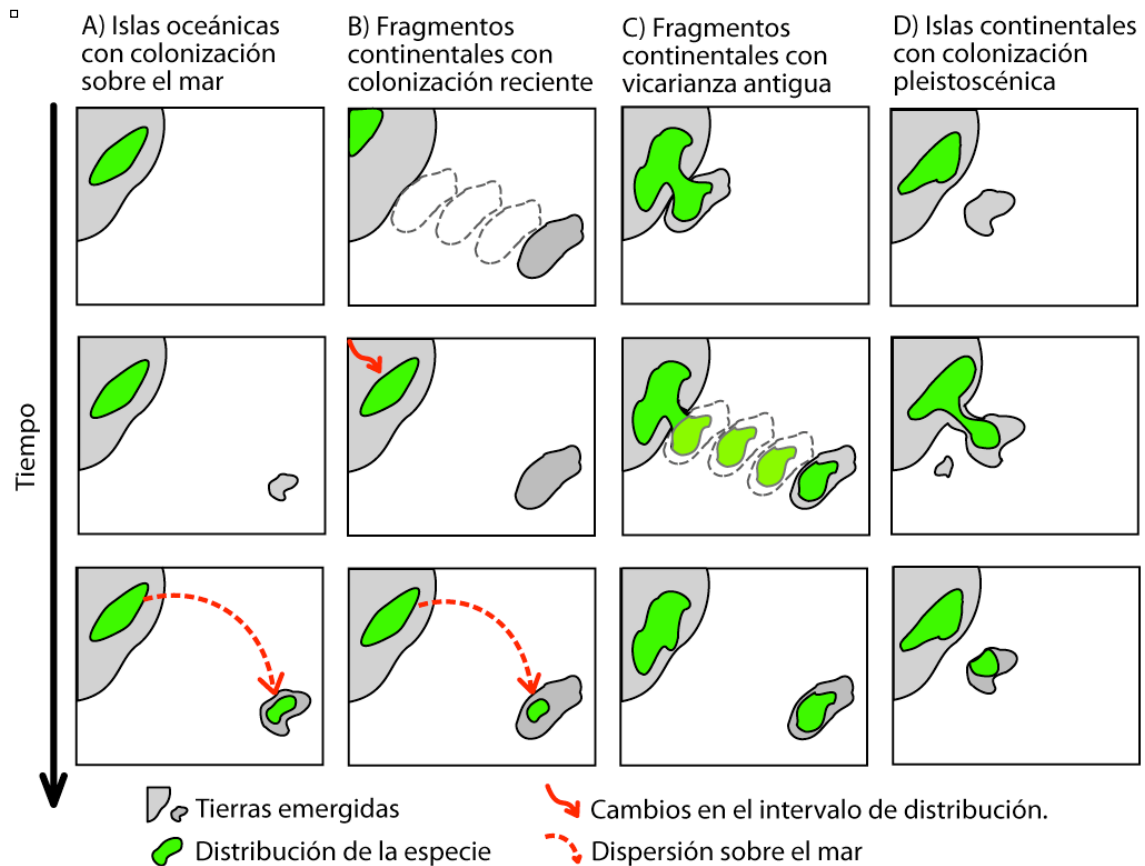 A) Islas oceánicas
con colonización
sobre el mar
B) Fragmentos
continentales con
colonización reciente
C) Fragmentos
continentales con
vicarianza antigua
D) Islas continentales
con colonización
pleistoscénica
Tiempo
Tierras emergidas
Distribución de la especie
Cambios en el intervalo de distribución.
Dispersión sobre el mar